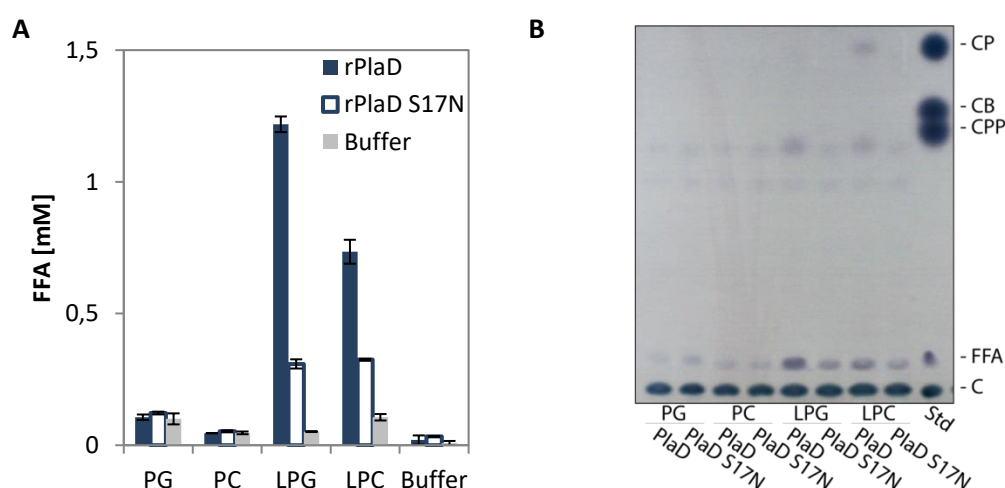 A
1,5
1
0,5
0
FFA [mM]
rPlaD
rPlaD S17N
Buffer
PG PC LPG LPC Buffer
B
- CP
- CB
- CPP
- FFA
- C
PG PC LPG LPC Std
PlaD PlaD S17N PlaD PlaD S17N PlaD PlaD S17N PlaD PlaD S17N